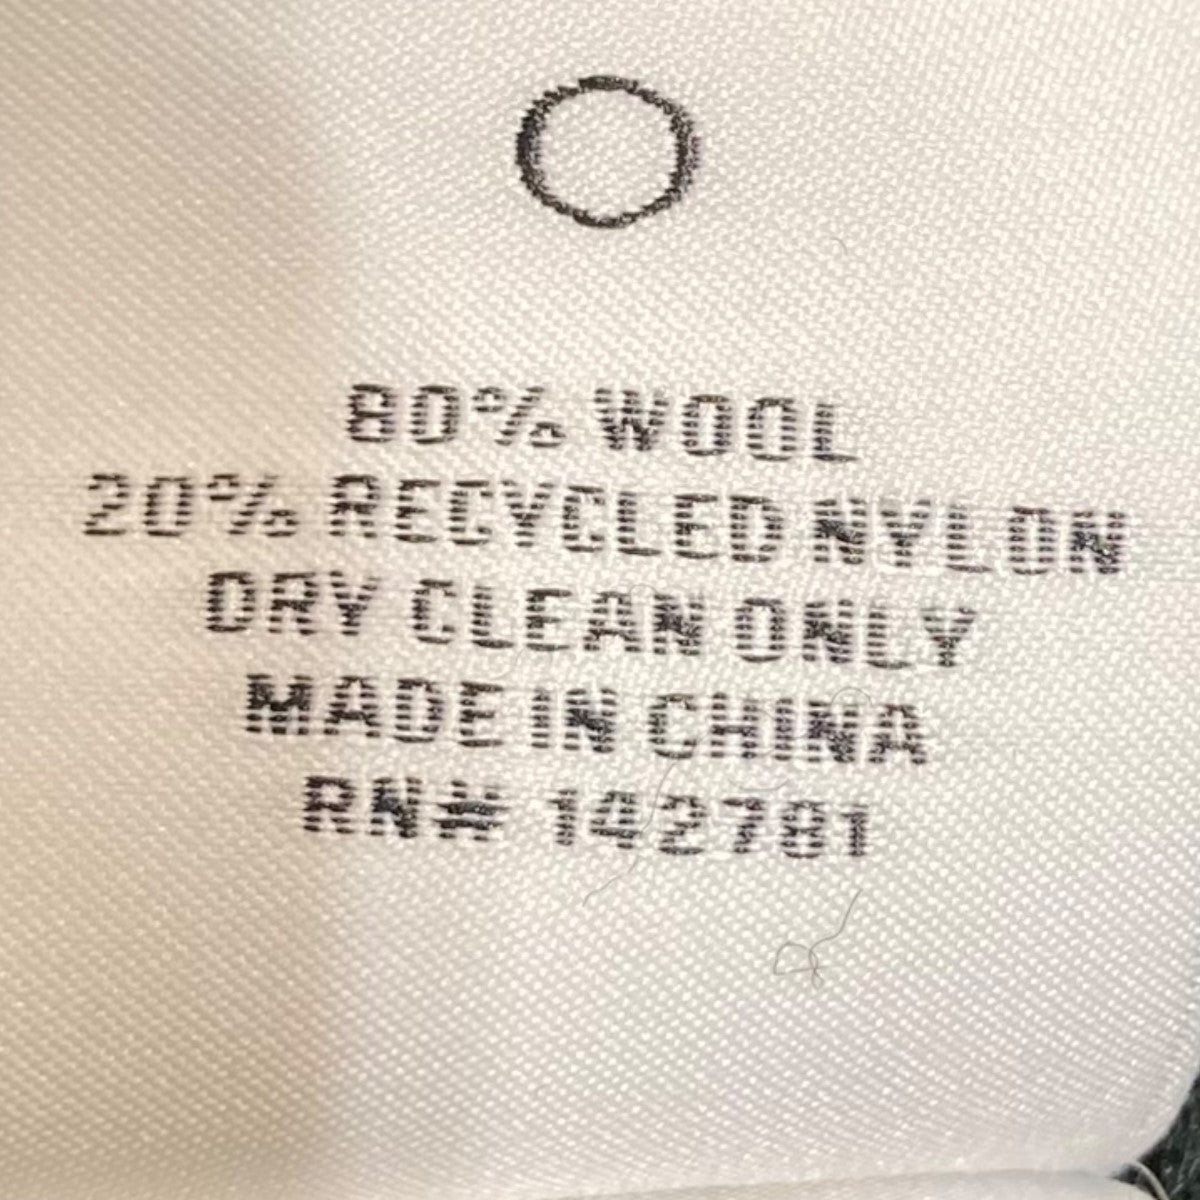 80% WOOL
20% RECYCLED NYLON
DRY CLEAN ONLY
MADE IN CHINA
RN# 142781